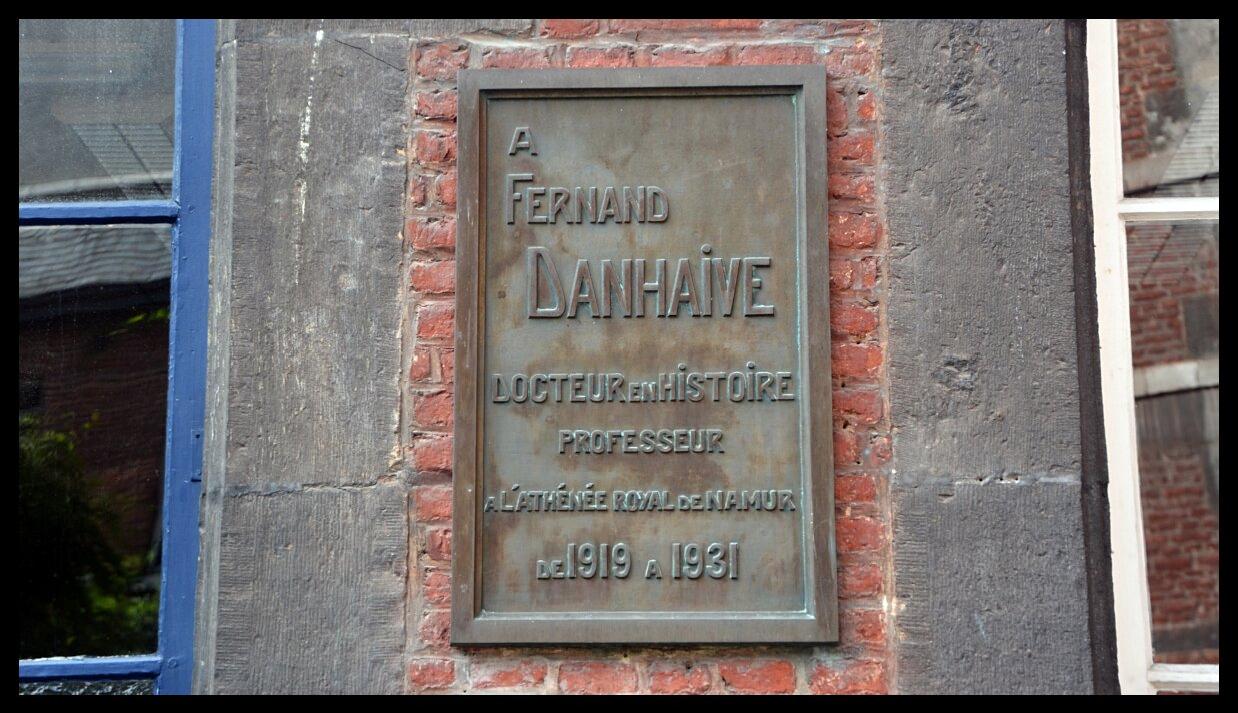 A
FERNAND
DANHAiVE
DOCTEUR EN HiSTOiRE
PROFESSEUR
A L'ATHÉNÉE ROYAL DE NAMUR
DE 1919 A 1931